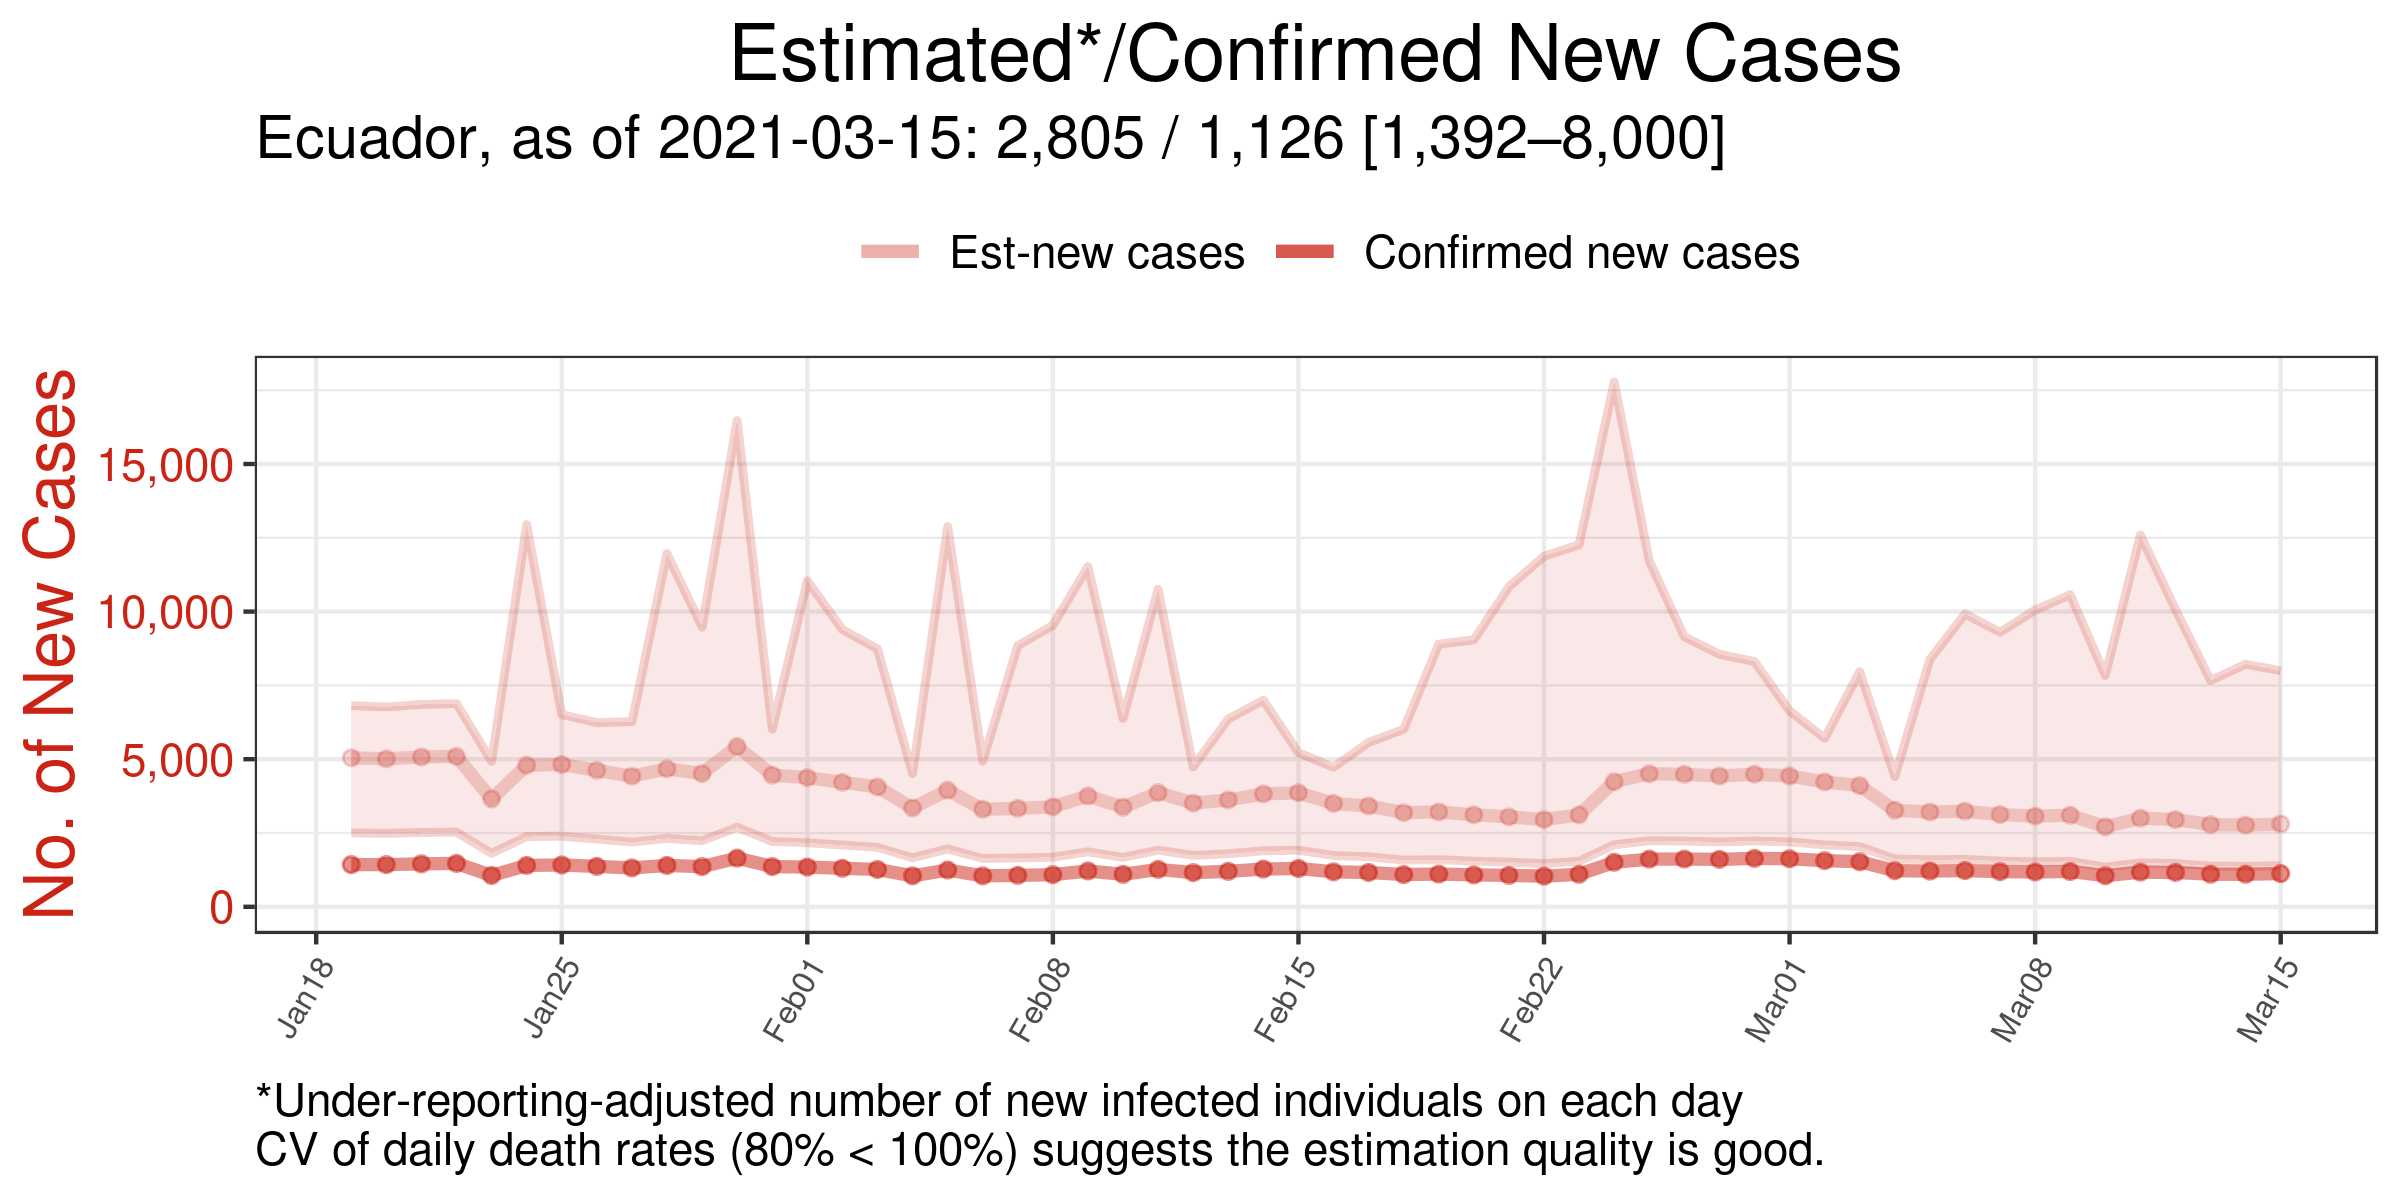 Estimated*/Confirmed New Cases
Ecuador, as of 2021-03-15: 2,805 / 1,126 [1,392–8,000]
Est-new cases
Confirmed new cases
No. of New Cases
15,000
10,000
5,000
0
Jan18
Jan25
Feb01
Feb08
Feb15
Feb22
Mar01
Mar08
Mar15
*Under-reporting-adjusted number of new infected individuals on each day
CV of daily death rates (80% < 100%) suggests the estimation quality is good.